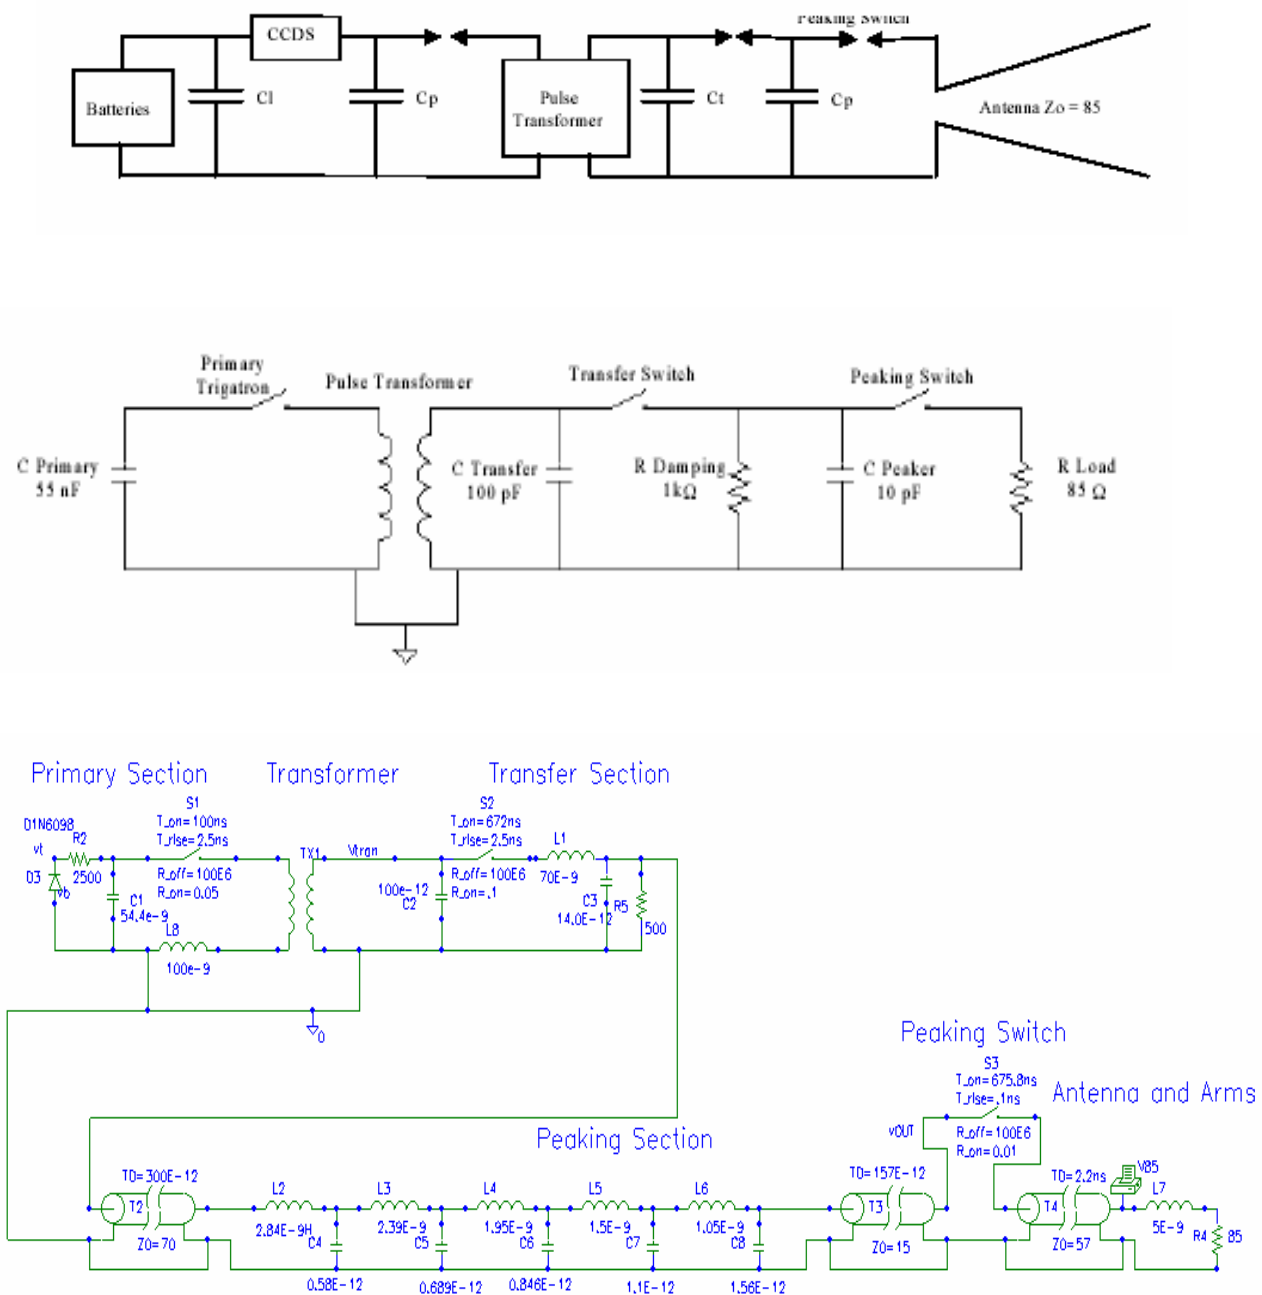 Peaking Switch
CCDS
Batteries
Cl
Cp
Pulse
Transformer
Ct
Cp
Antenna Zo = 85
Primary
Trigatron
Pulse Transformer
Transfer Switch
Peaking Switch
C Primary
55 nF
C Transfer
100 pF
R Damping
1kΩ
C Peaker
10 pF
R Load
85 Ω
Primary Section
Transformer
Transfer Section
D1N6098
vt
R2
2500
D3
vb
C1
54.4e-9
S1
T_on=100ns
T_rise=2.5ns
R_off=100E6
R_on=0.05
L8
100e-9
TX1
Vtran
100e-12
C2
S2
T_on=672ns
T_rise=2.5ns
R_off=100E6
R_on=.1
L1
70E-9
C3
14.0E-12
R5
500
0
Peaking Switch
S3
T_on=675.8ns
T_rise=.1ns
R_off=100E6
R_on=0.01
Antenna and Arms
vOUT
Peaking Section
TD=300E-12
T2
Z0=70
L2
2.84E-9H
C4
0.58E-12
L3
2.39E-9
C5
0.689E-12
L4
1.95E-9
C6
0.846E-12
L5
1.5E-9
C7
1.1E-12
L6
1.05E-9
C8
1.56E-12
TD=157E-12
T3
Z0=15
TD=2.2ns
T4
Z0=57
V85
L7
5E-9
R4
85